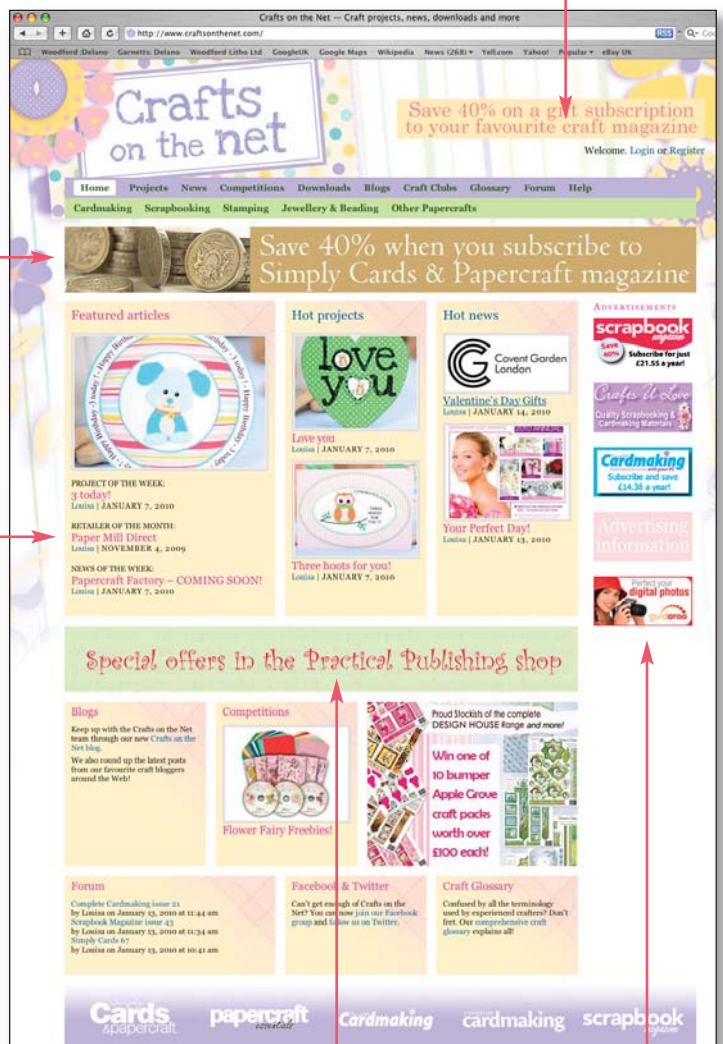 Crafts on the Net — Craft projects, news, downloads and more
http://www.craftsonthenet.com/
RSS
Woodford :Delano Garnetts: Delano Woodford Litho Ltd GoogleUK Google Maps Wikipedia News (268) Yell.com Yahoo! Popular eBay UK
Crafts
on the net
Save 40% on a gift subscription
to your favourite craft magazine
Welcome. Login or Register
Home Projects News Competitions Downloads Blogs Craft Clubs Glossary Forum Help
Cardmaking Scrapbooking Stamping Jewellery & Beading Other Papercrafts
Save 40% when you subscribe to
Simply Cards & Papercraft magazine
Featured articles
PROJECT OF THE WEEK:
3 today!
Louisa | JANUARY 7, 2010
RETAILER OF THE MONTH:
Paper Mill Direct
Louisa | NOVEMBER 4, 2009
NEWS OF THE WEEK:
Papercraft Factory – COMING SOON!
Louisa | JANUARY 7, 2010
Hot projects
love
you
Love you
Louisa | JANUARY 7, 2010
Three hoots for you!
Louisa | JANUARY 7, 2010
Hot news
Covent Garden
London
Valentine's Day Gifts
Louisa | JANUARY 14, 2010
Your Perfect Day!
Louisa | JANUARY 13, 2010
ADVERTISEMENTS
scrapbook
magazine
Save
40%
Subscribe for just
£21.55 a year!
Crafts U Love
Quality Scrapbooking &
Cardmaking Materials
Cardmaking
Subscribe and save
£14.38 a year!
Advertising
information
Perfect your
digital photos
guidaroo
Special offers in the Practical Publishing shop
Blogs
Keep up with the Crafts on the Net
team through our new Crafts on the
Net blog.
We also round up the latest posts
from our favourite craft bloggers
around the Web!
Competitions
Flower Fairy Freebies!
Proud Stockists of the complete
DESIGN HOUSE Range and more!
Win one of
10 bumper
Apple Grove
craft packs
worth over
£100 each!
Forum
Complete Cardmaking issue 21
by Louisa on January 13, 2010 at 11:44 am
Scrapbook Magazine issue 43
by Louisa on January 13, 2010 at 11:34 am
Simply Cards 67
by Louisa on January 13, 2010 at 10:41 am
Facebook & Twitter
Can't get enough of Crafts on the
Net? You can now join our Facebook
group and follow us on Twitter.
Craft Glossary
Confused by all the terminology
used by experienced crafters? Don't
fret. Our comprehensive craft
glossary explains all!
Cards
&papercraft
papercraft
essentials
Cardmaking
cardmaking
scrapbook
magazine